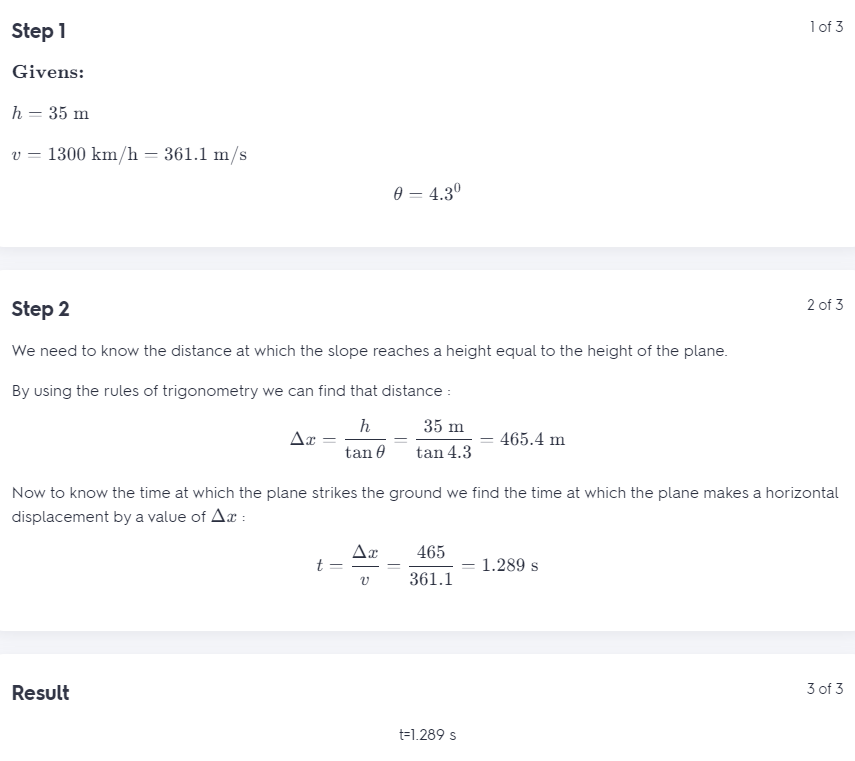 Step 1
1 of 3
Givens:
h = 35 m
v = 1300 km/h = 361.1 m/s
θ = 4.3⁰
Step 2
2 of 3
We need to know the distance at which the slope reaches a height equal to the height of the plane.
By using the rules of trigonometry we can find that distance :
Δx = h / tan θ = 35 m / tan 4.3 = 465.4 m
Now to know the time at which the plane strikes the ground we find the time at which the plane makes a horizontal
displacement by a value of Δx :
t = Δx / v = 465 / 361.1 = 1.289 s
Result
3 of 3
t=1.289 s